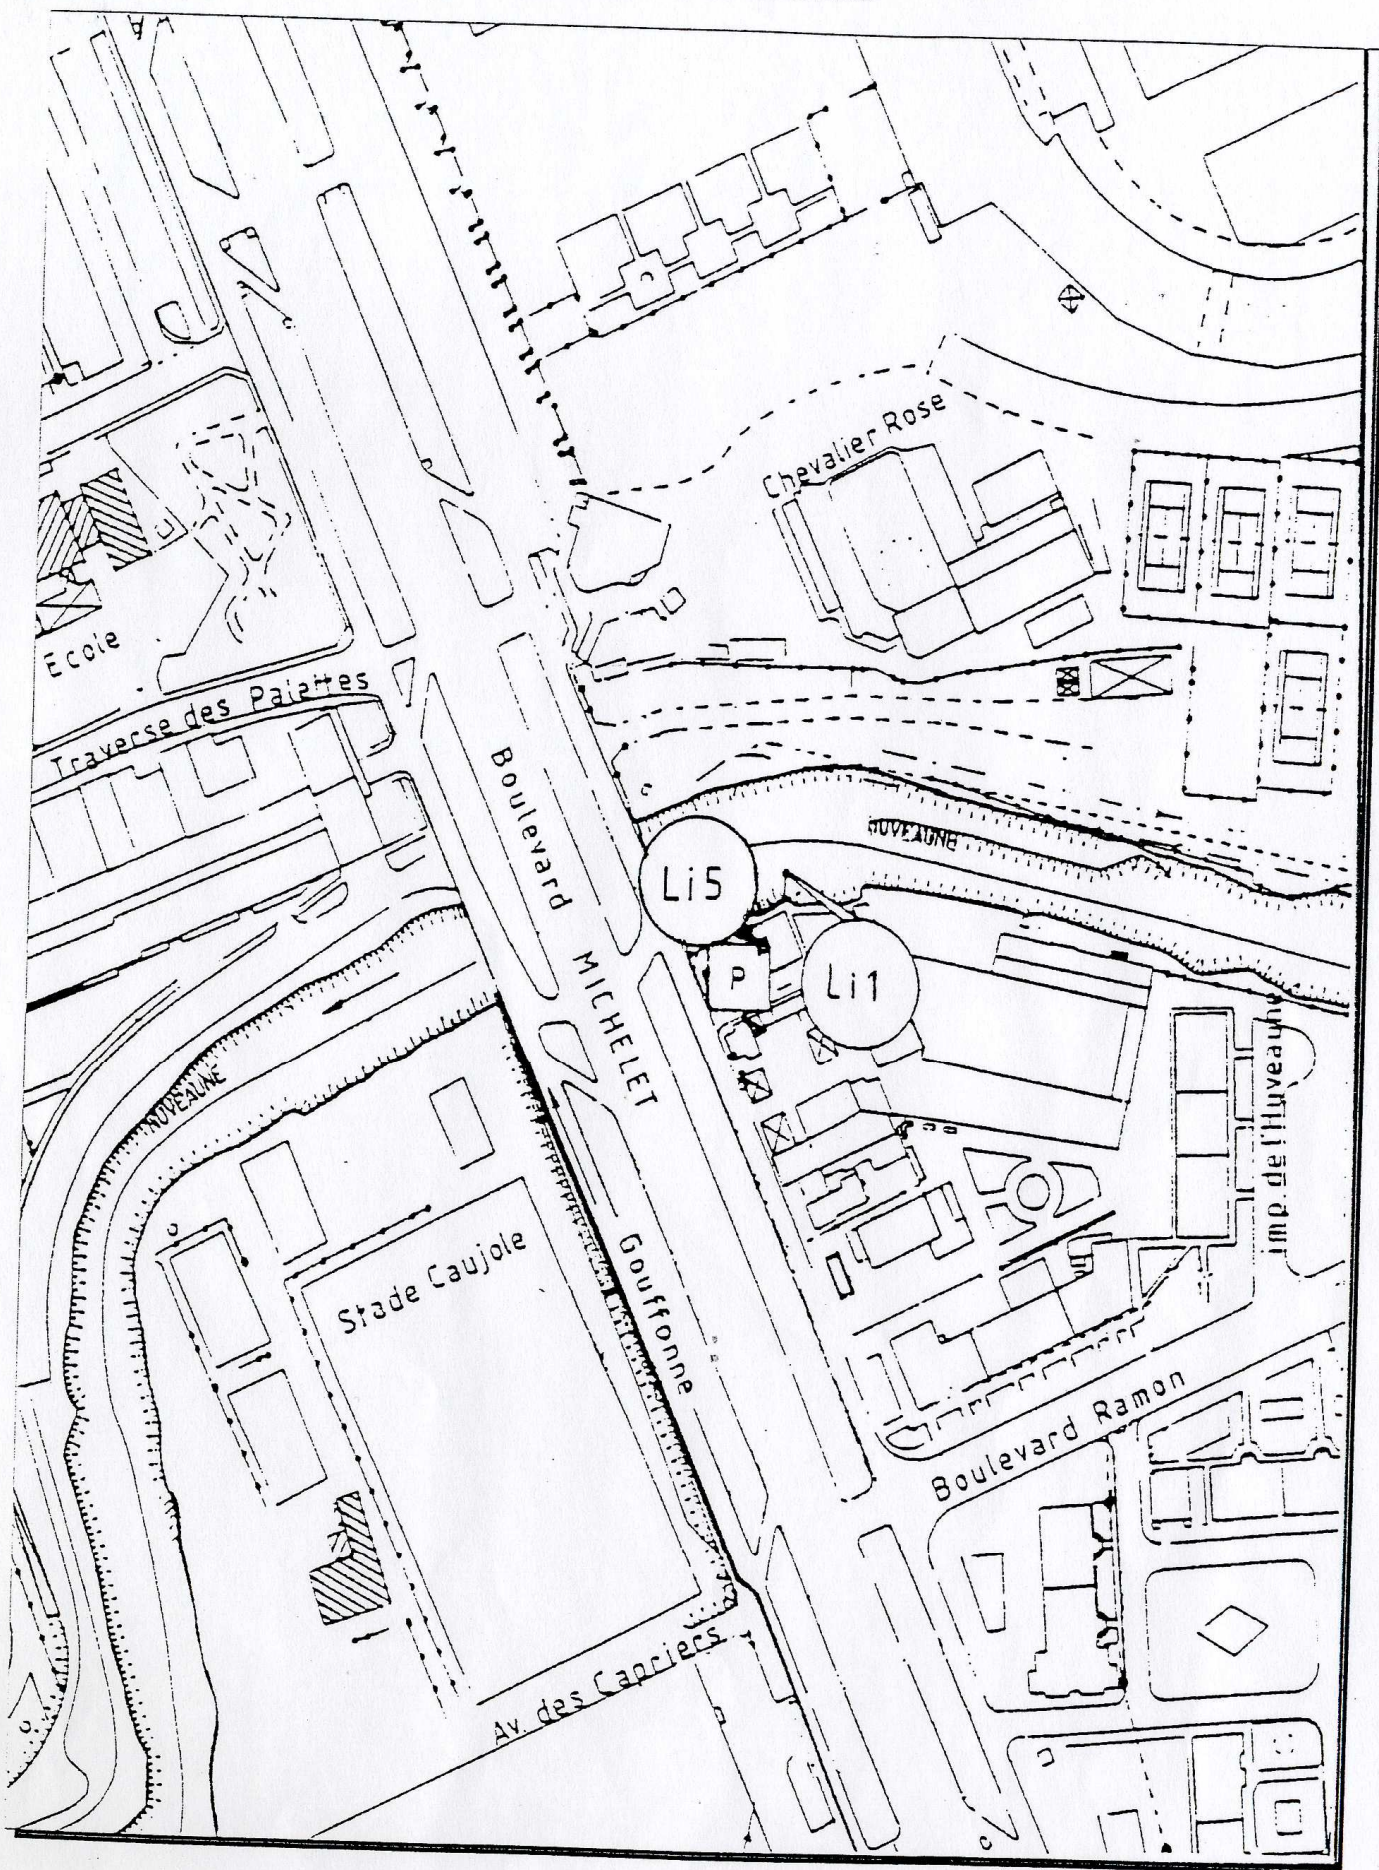 Chevalier Rose
Ecole
Traverse des Paiettes
Boulevard
MICHELET
HUVEAUNE
Li5
P
Li1
HUVEAUNE
imp. de l'Huveaune
Stade Caujole
Gouffonne
Boulevard Ramon
Av. des Capriers